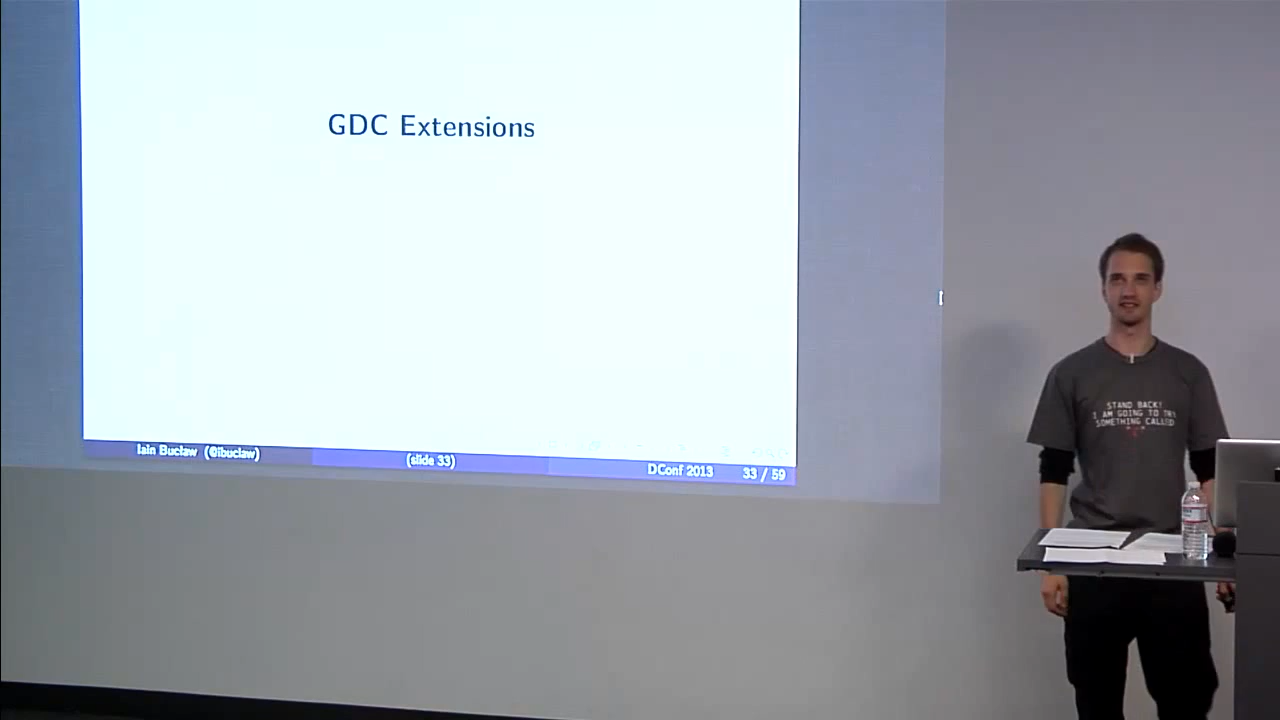 GDC Extensions
Iain Buclaw (@ibuclaw)
(slide 33)
DConf 2013
33 / 59
STAND BACK!
I AM GOING TO TRY
SOMETHING CALLED